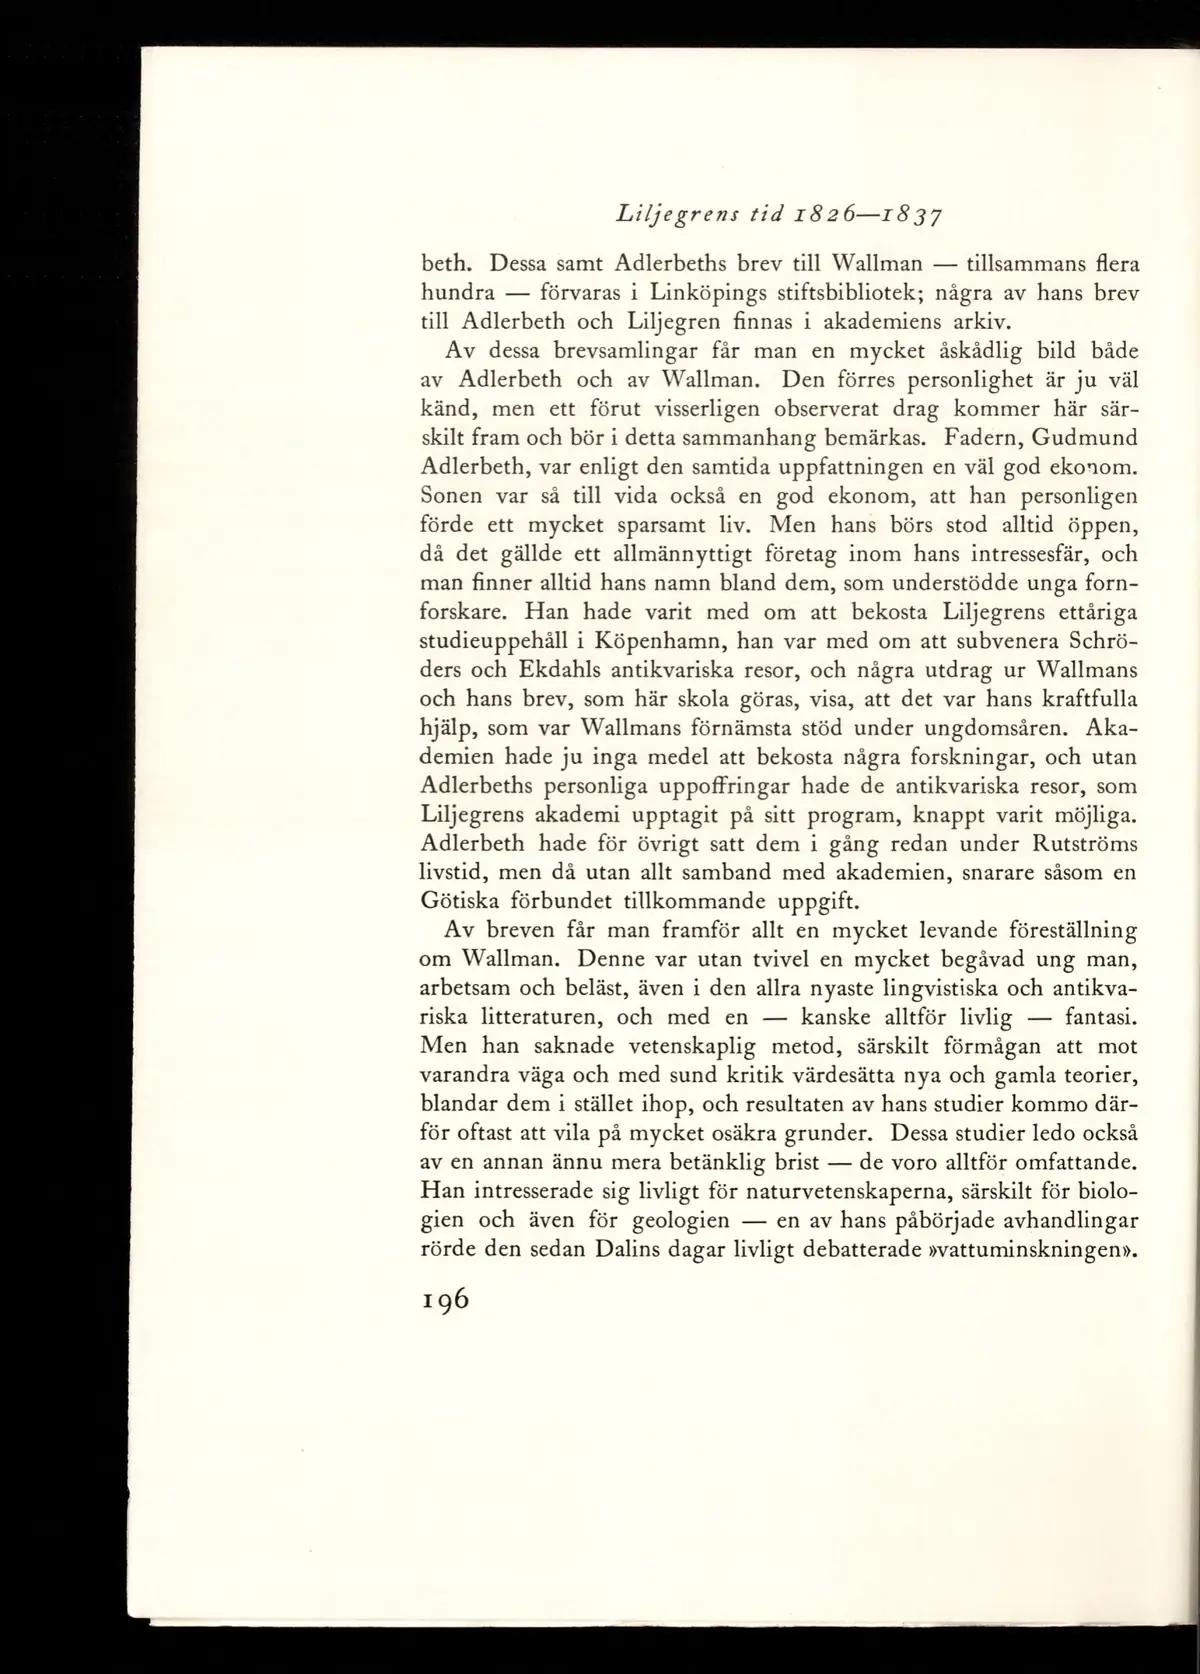 Liljegrens tid 1826—1837
beth. Dessa samt Adlerbeths brev till Wallman — tillsammans flera
hundra — förvaras i Linköpings stiftsbibliotek; några av hans brev
till Adlerbeth och Liljegren finnas i akademiens arkiv.
Av dessa brevsamlingar får man en mycket åskådlig bild både
av Adlerbeth och av Wallman. Den förres personlighet är ju väl
känd, men ett förut visserligen observerat drag kommer här sär-
skilt fram och bör i detta sammanhang bemärkas. Fadern, Gudmund
Adlerbeth, var enligt den samtida uppfattningen en väl god ekonom.
Sonen var så till vida också en god ekonom, att han personligen
förde ett mycket sparsamt liv. Men hans börs stod alltid öppen,
då det gällde ett allmännyttigt företag inom hans intressesfär, och
man finner alltid hans namn bland dem, som understödde unga forn-
forskare. Han hade varit med om att bekosta Liljegrens ettåriga
studieuppehåll i Köpenhamn, han var med om att subvenera Schrö-
ders och Ekdahls antikvariska resor, och några utdrag ur Wallmans
och hans brev, som här skola göras, visa, att det var hans kraftfulla
hjälp, som var Wallmans förnämsta stöd under ungdomsåren. Aka-
demien hade ju inga medel att bekosta några forskningar, och utan
Adlerbeths personliga uppoffringar hade de antikvariska resor, som
Liljegrens akademi upptagit på sitt program, knappt varit möjliga.
Adlerbeth hade för övrigt satt dem i gång redan under Rutströms
livstid, men då utan allt samband med akademien, snarare såsom en
Götiska förbundet tillkommande uppgift.
Av breven får man framför allt en mycket levande föreställning
om Wallman. Denne var utan tvivel en mycket begåvad ung man,
arbetsam och beläst, även i den allra nyaste lingvistiska och antikva-
riska litteraturen, och med en — kanske alltför livlig — fantasi.
Men han saknade vetenskaplig metod, särskilt förmågan att mot
varandra väga och med sund kritik värdesätta nya och gamla teorier,
blandar dem i stället ihop, och resultaten av hans studier kommo där-
för oftast att vila på mycket osäkra grunder. Dessa studier ledo också
av en annan ännu mera betänklig brist — de voro alltför omfattande.
Han intresserade sig livligt för naturvetenskaperna, särskilt för biolo-
gien och även för geologien — en av hans påbörjade avhandlingar
rörde den sedan Dalins dagar livligt debatterade »vattuminskningen».
196